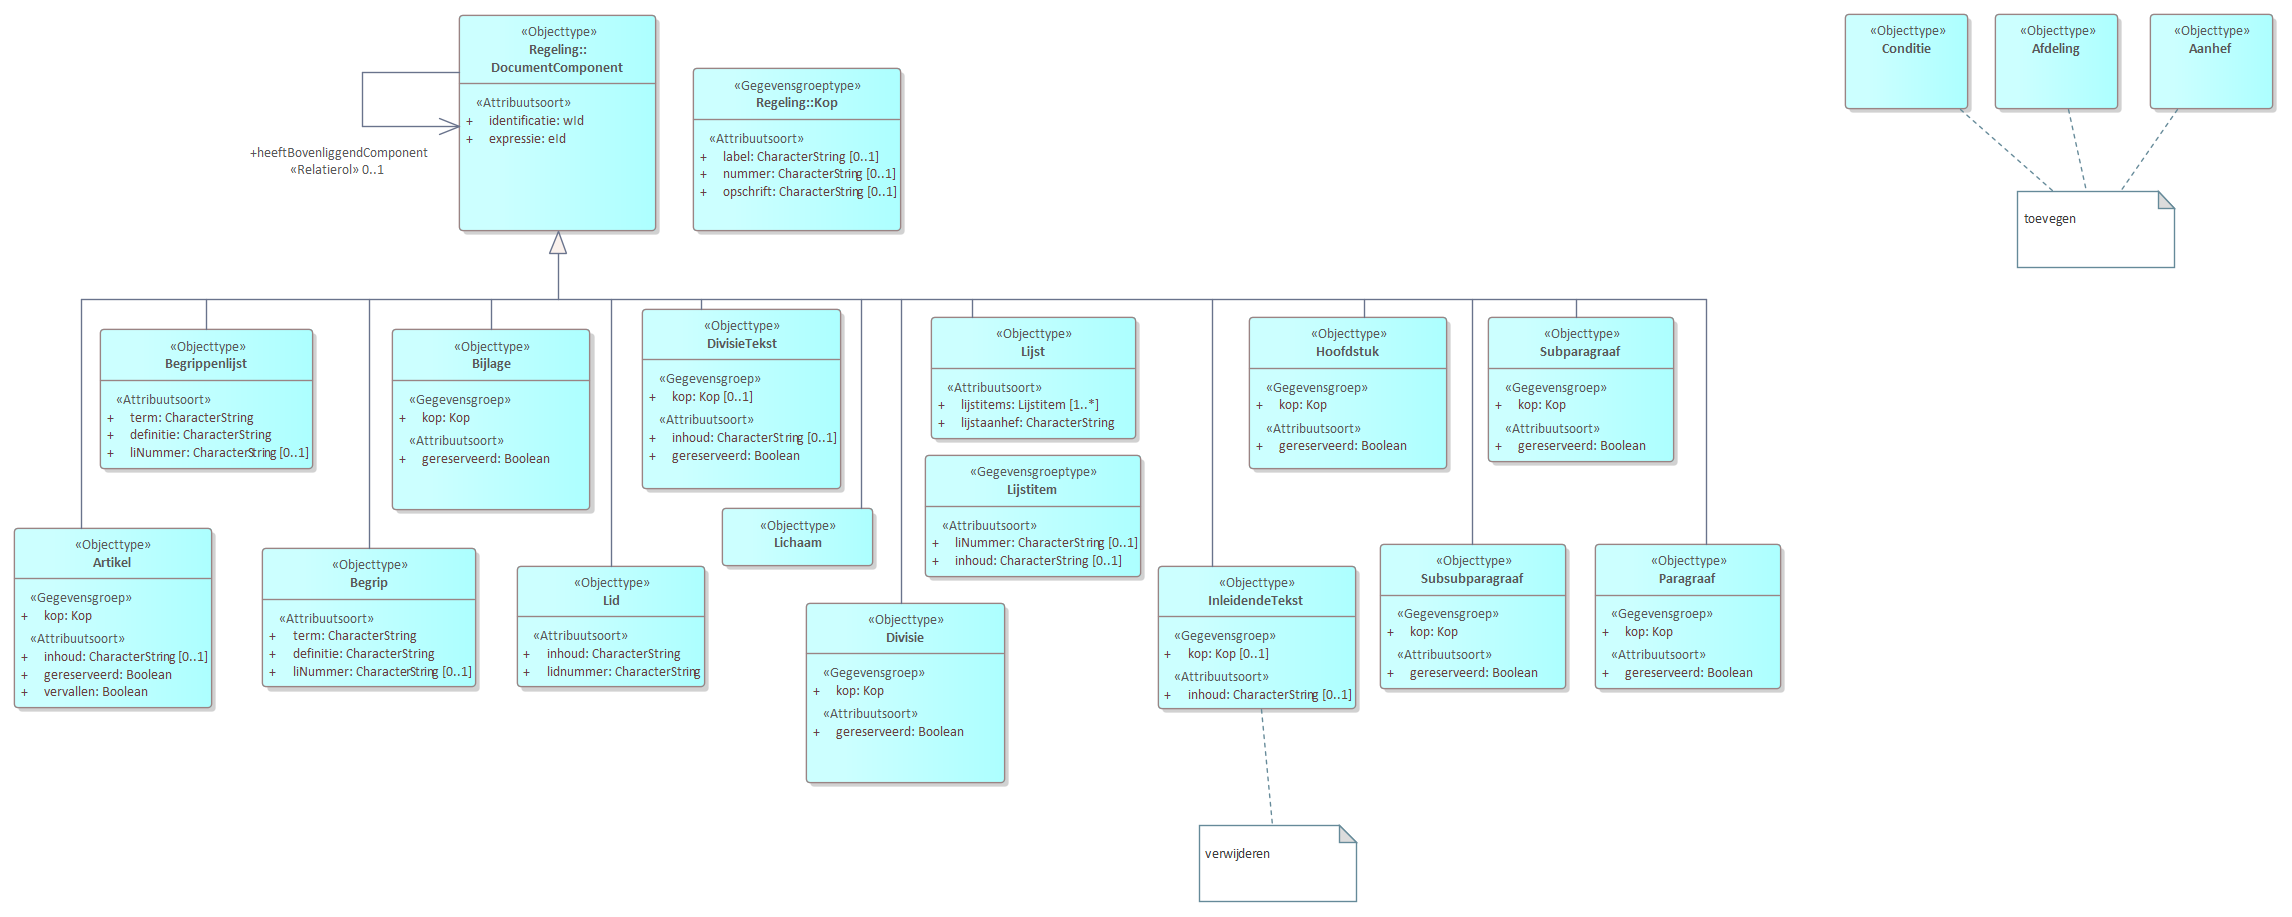 «Objecttype»
Regeling::
DocumentComponent
«Attribuutsoort»
+ identificatie: wId
+ expressie: eId
+heeftBovenliggendComponent
«Relatierol» 0..1
«Gegevensgroeptype»
Regeling::Kop
«Attribuutsoort»
+ label: CharacterString [0..1]
+ nummer: CharacterString [0..1]
+ opschrift: CharacterString [0..1]
«Objecttype»
Conditie
«Objecttype»
Afdeling
«Objecttype»
Aanhef
toevegen
«Objecttype»
Begrippenlijst
«Attribuutsoort»
+ term: CharacterString
+ definitie: CharacterString
+ liNummer: CharacterString [0..1]
«Objecttype»
Bijlage
«Gegevensgroep»
+ kop: Kop
«Attribuutsoort»
+ gereserveerd: Boolean
«Objecttype»
DivisieTekst
«Gegevensgroep»
+ kop: Kop [0..1]
«Attribuutsoort»
+ inhoud: CharacterString [0..1]
+ gereserveerd: Boolean
«Objecttype»
Lijst
«Attribuutsoort»
+ lijstitems: Lijstitem [1..*]
+ lijstaanhef: CharacterString
«Objecttype»
Hoofdstuk
«Gegevensgroep»
+ kop: Kop
«Attribuutsoort»
+ gereserveerd: Boolean
«Objecttype»
Subparagraaf
«Gegevensgroep»
+ kop: Kop
«Attribuutsoort»
+ gereserveerd: Boolean
«Gegevensgroeptype»
Lijstitem
«Attribuutsoort»
+ liNummer: CharacterString [0..1]
+ inhoud: CharacterString [0..1]
«Objecttype»
Lichaam
«Objecttype»
Artikel
«Gegevensgroep»
+ kop: Kop
«Attribuutsoort»
+ inhoud: CharacterString [0..1]
+ gereserveerd: Boolean
+ vervallen: Boolean
«Objecttype»
Begrip
«Attribuutsoort»
+ term: CharacterString
+ definitie: CharacterString
+ liNummer: CharacterString [0..1]
«Objecttype»
Lid
«Attribuutsoort»
+ inhoud: CharacterString
+ lidnummer: CharacterString
«Objecttype»
Divisie
«Gegevensgroep»
+ kop: Kop
«Attribuutsoort»
+ gereserveerd: Boolean
«Objecttype»
InleidendeTekst
«Gegevensgroep»
+ kop: Kop [0..1]
«Attribuutsoort»
+ inhoud: CharacterString [0..1]
«Objecttype»
Subsubparagraaf
«Gegevensgroep»
+ kop: Kop
«Attribuutsoort»
+ gereserveerd: Boolean
«Objecttype»
Paragraaf
«Gegevensgroep»
+ kop: Kop
«Attribuutsoort»
+ gereserveerd: Boolean
verwijderen